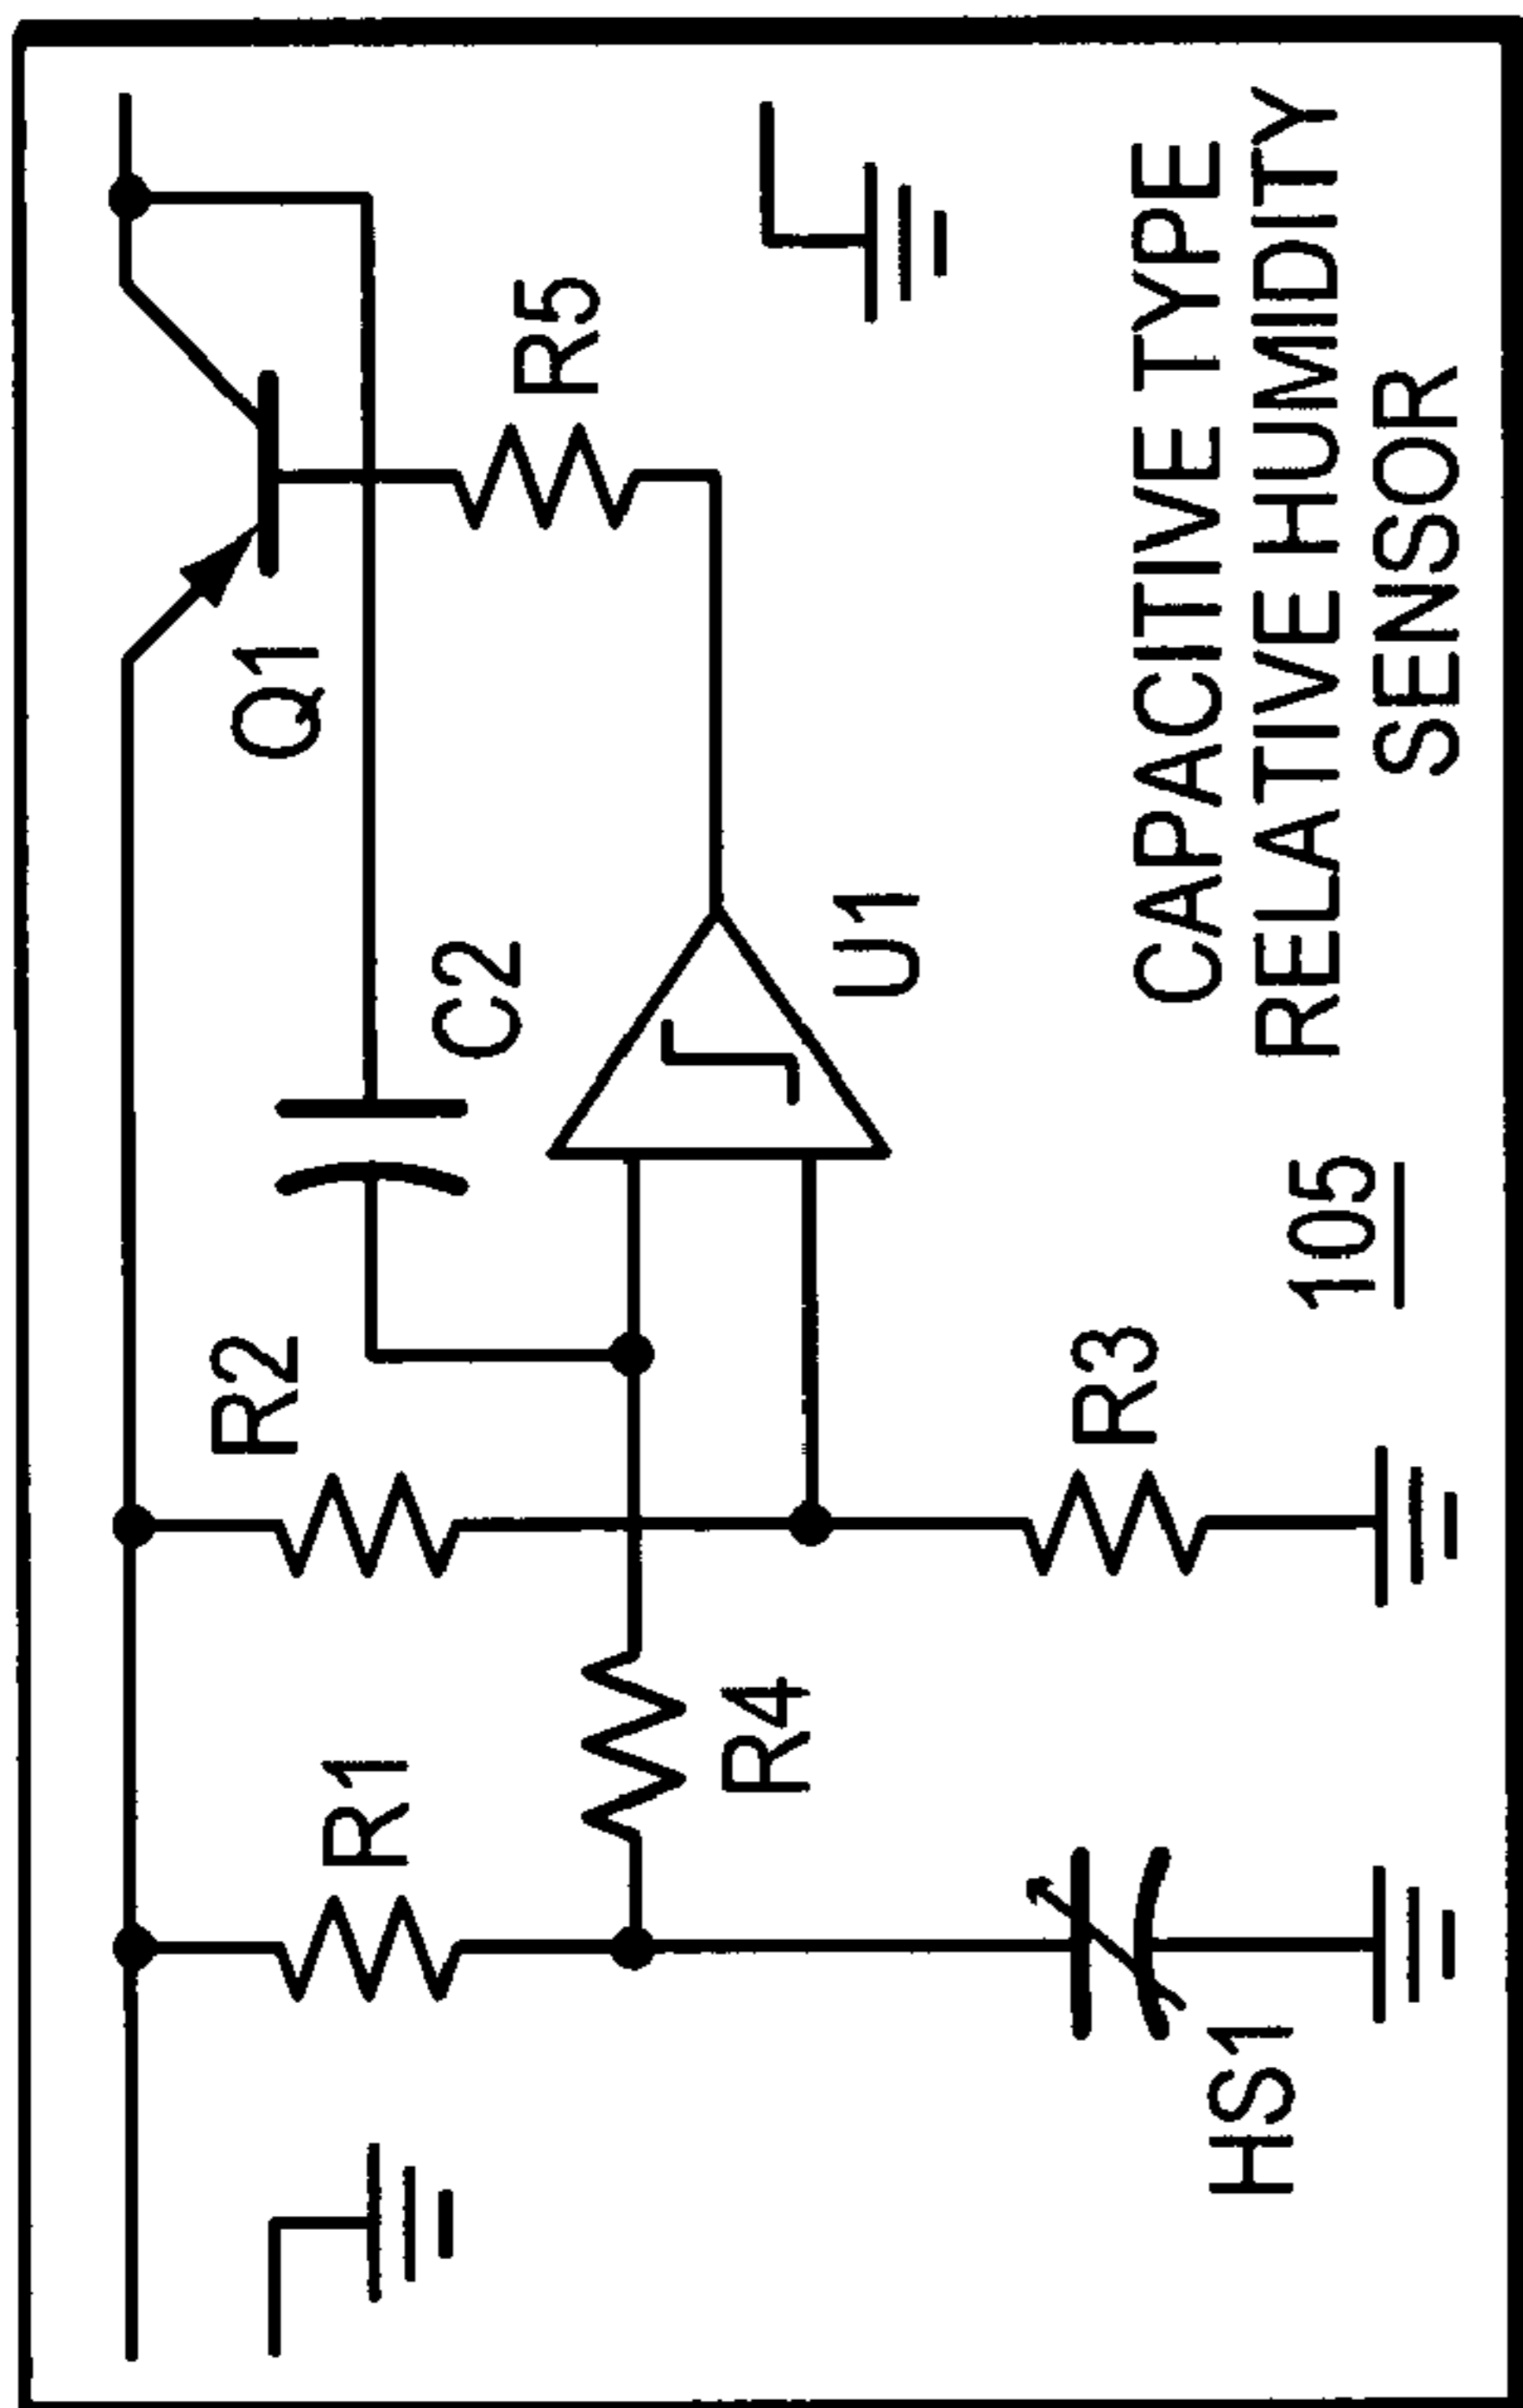 R1
R2
R4
C2
Q1
R5
U1
R3
HS1
105
CAPACITIVE TYPE
RELATIVE HUMIDITY
SENSOR